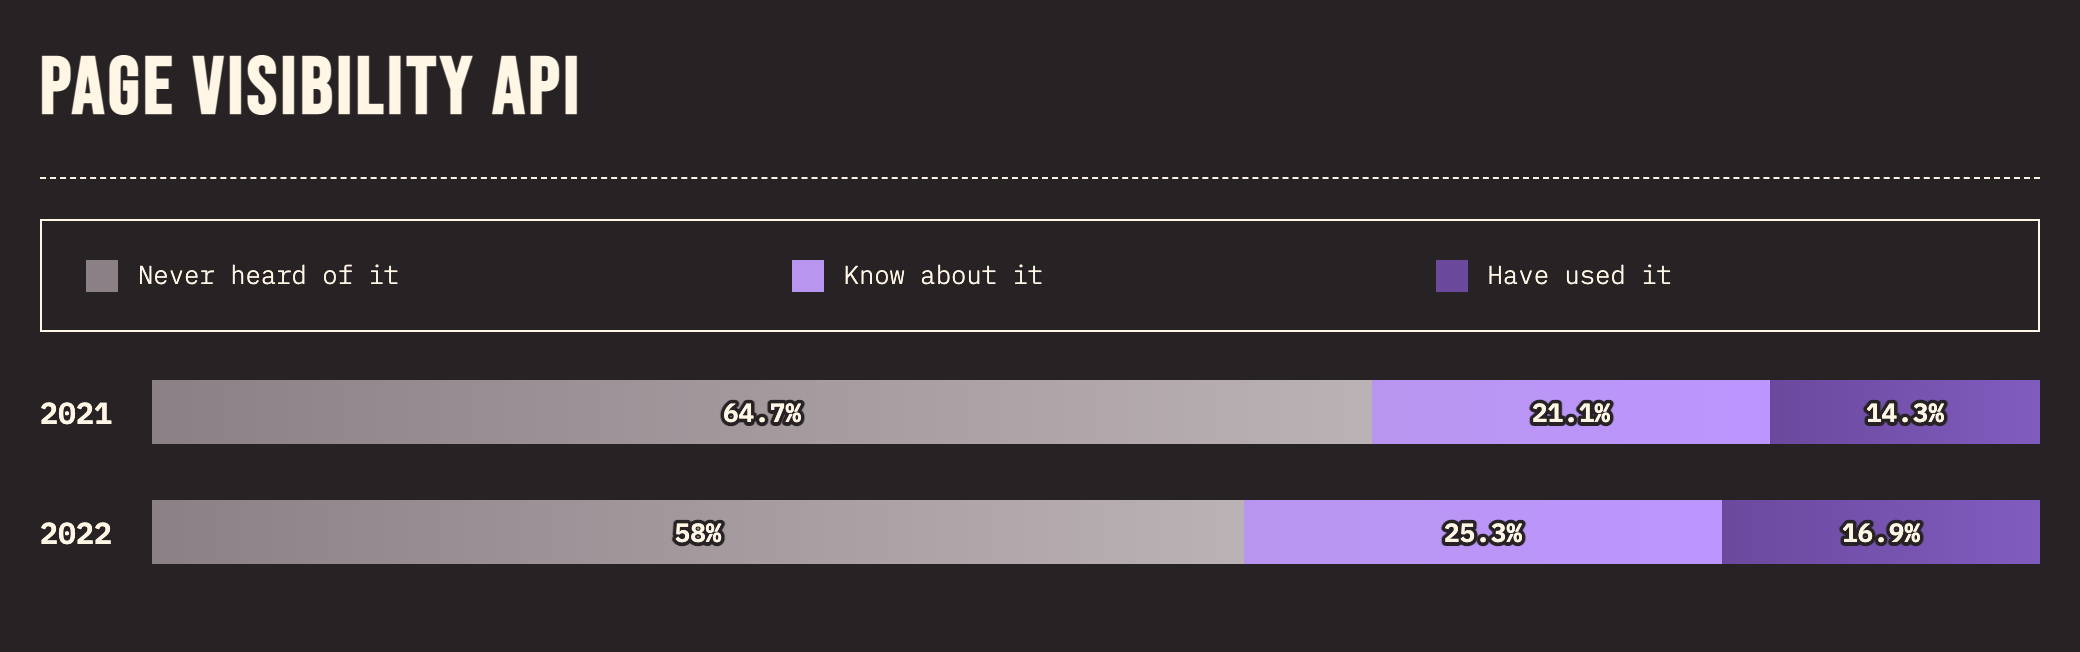 PAGE VISIBILITY API
Never heard of it
Know about it
Have used it
2021
64.7%
21.1%
14.3%
2022
58%
25.3%
16.9%